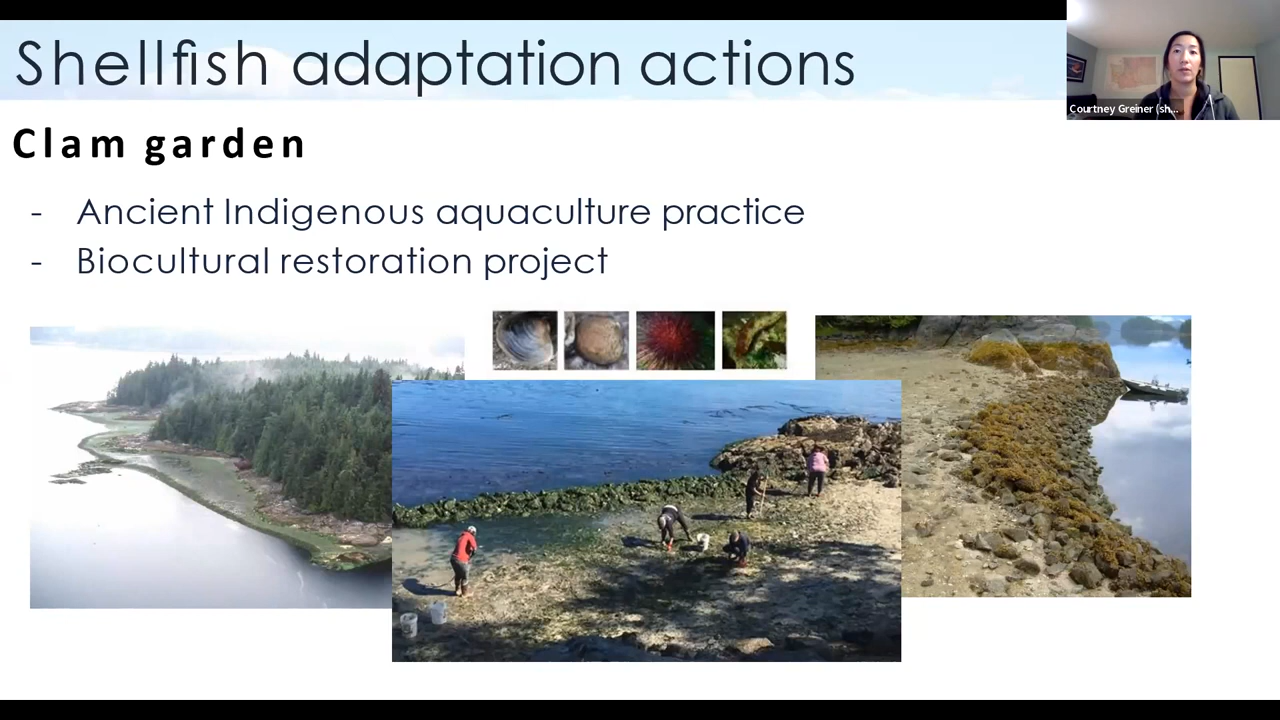 Shellfish adaptation actions
Courtney Greiner (sh...
Clam garden
- Ancient Indigenous aquaculture practice
- Biocultural restoration project